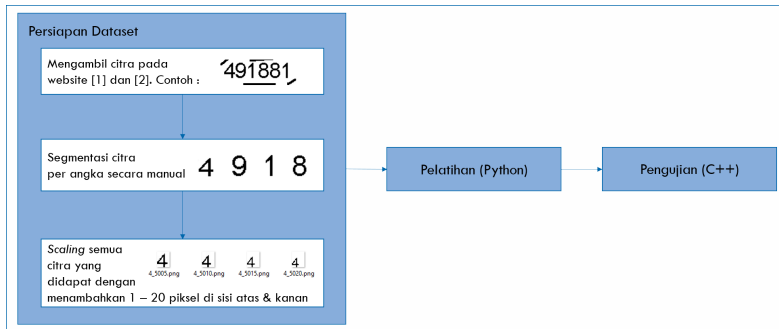 Persiapan Dataset
Mengambil citra pada
website [1] dan [2]. Contoh :
491881
Segmentasi citra
per angka secara manual
4 9 1 8
Scaling semua
citra yang
didapat dengan
menambahkan 1 – 20 piksel di sisi atas & kanan
4 4 4 4
4_5005.png 4_5010.png 4_5015.png 4_5020.png
Pelatihan (Python)
Pengujian (C++)